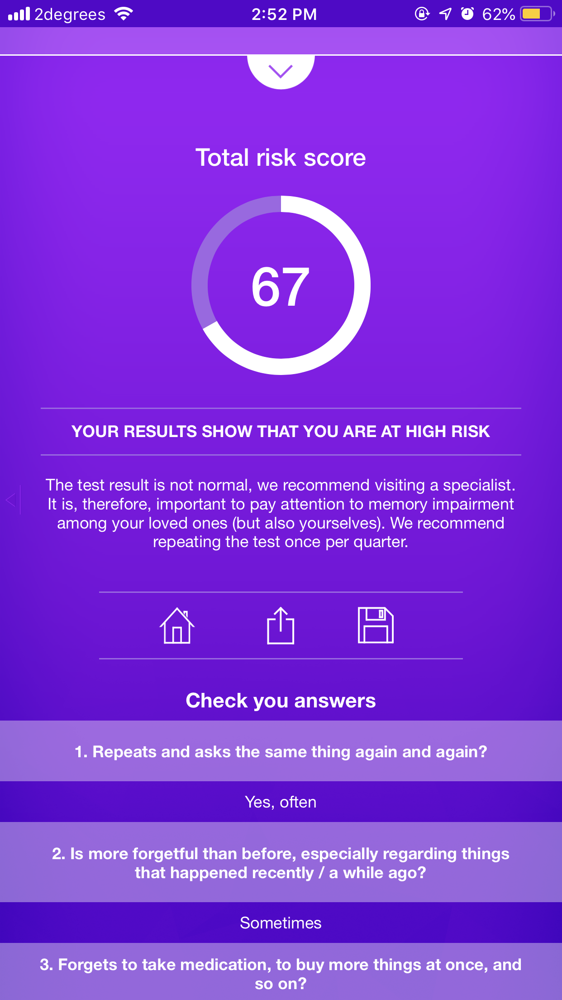 2degrees 2:52 PM 62%
Total risk score
67
YOUR RESULTS SHOW THAT YOU ARE AT HIGH RISK
The test result is not normal, we recommend visiting a specialist.
It is, therefore, important to pay attention to memory impairment
among your loved ones (but also yourselves). We recommend
repeating the test once per quarter.
Check you answers
1. Repeats and asks the same thing again and again?
Yes, often
2. Is more forgetful than before, especially regarding things
that happened recently / a while ago?
Sometimes
3. Forgets to take medication, to buy more things at once, and
so on?